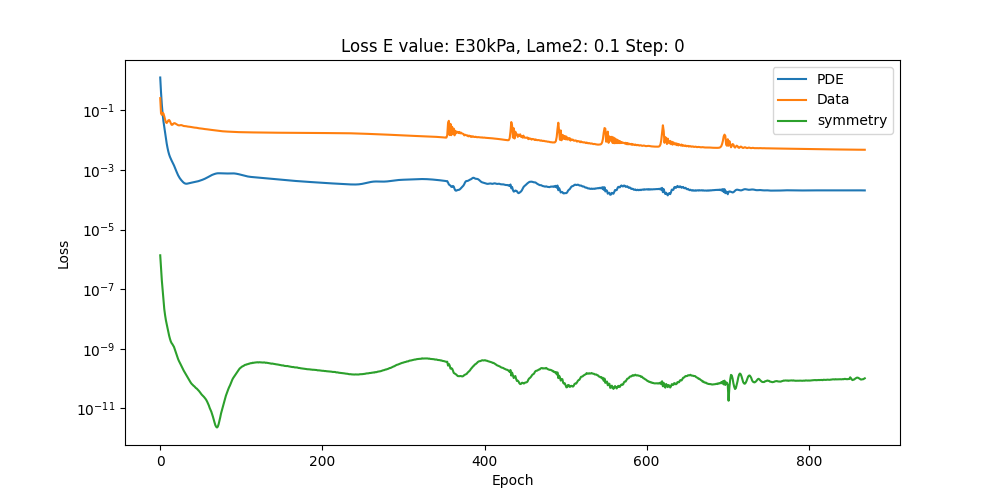 Loss E value: E30kPa, Lame2: 0.1 Step: 0
PDE
Data
symmetry
10⁻¹
10⁻³
10⁻⁵
10⁻⁷
10⁻⁹
10⁻¹¹
Loss
0 200 400 600 800
Epoch